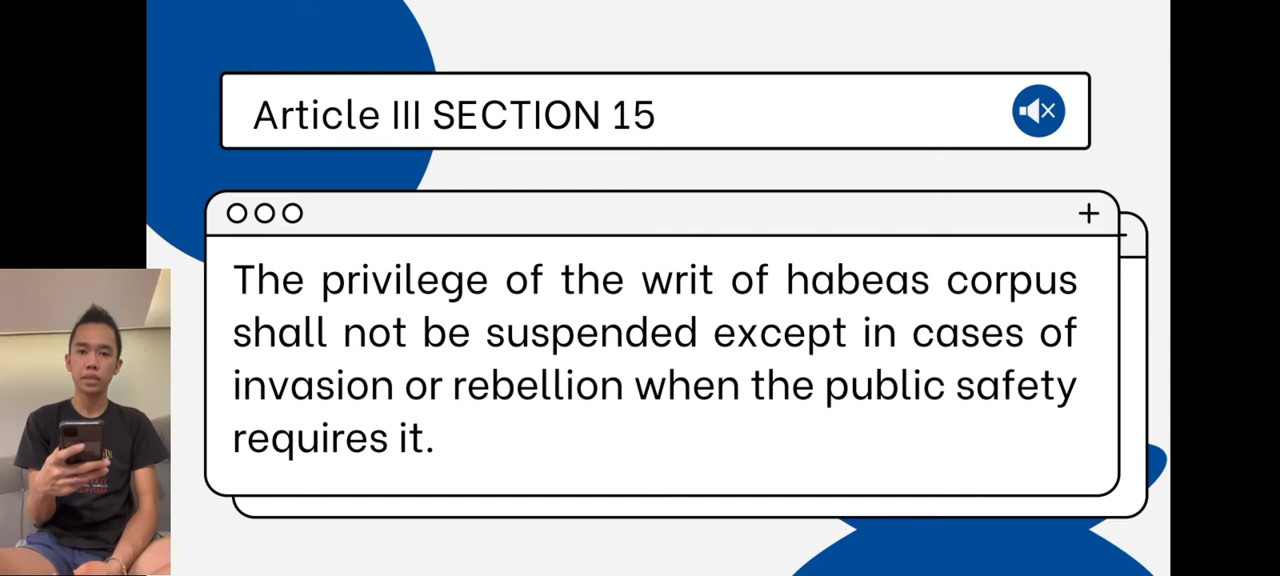 Article III SECTION 15
The privilege of the writ of habeas corpus
shall not be suspended except in cases of
invasion or rebellion when the public safety
requires it.